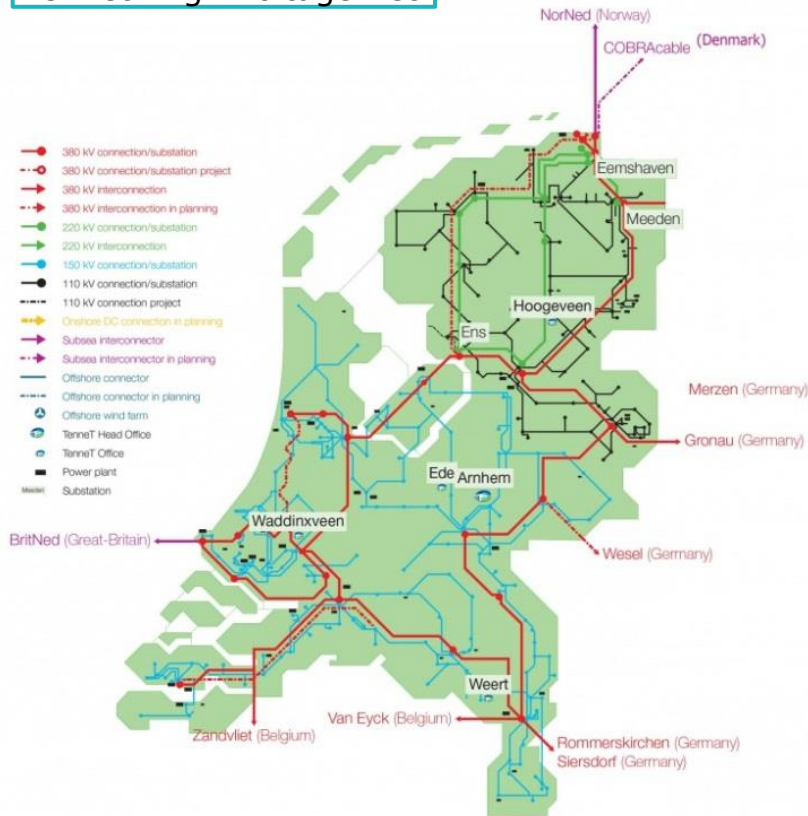 NorNed (Norway)
COBRAcable (Denmark)
380 kV connection/substation
380 kV connection/substation project
380 kV interconnection
380 kV interconnection in planning
220 kV connection/substation
220 kV interconnection
150 kV connection/substation
110 kV connection/substation
110 kV connection project
Onshore DC connection in planning
Subsea interconnector
Subsea interconnector in planning
Offshore connector
Offshore connector in planning
Offshore wind farm
TenneT Head Office
TenneT Office
Power plant
Meeden Substation
Eemshaven
Meeden
Hoogeveen
Ens
Merzen (Germany)
Gronau (Germany)
Ede Arnhem
Waddinxveen
BritNed (Great-Britain)
Wesel (Germany)
Weert
Zandvliet (Belgium)
Van Eyck (Belgium)
Rommerskirchen (Germany)
Siersdorf (Germany)